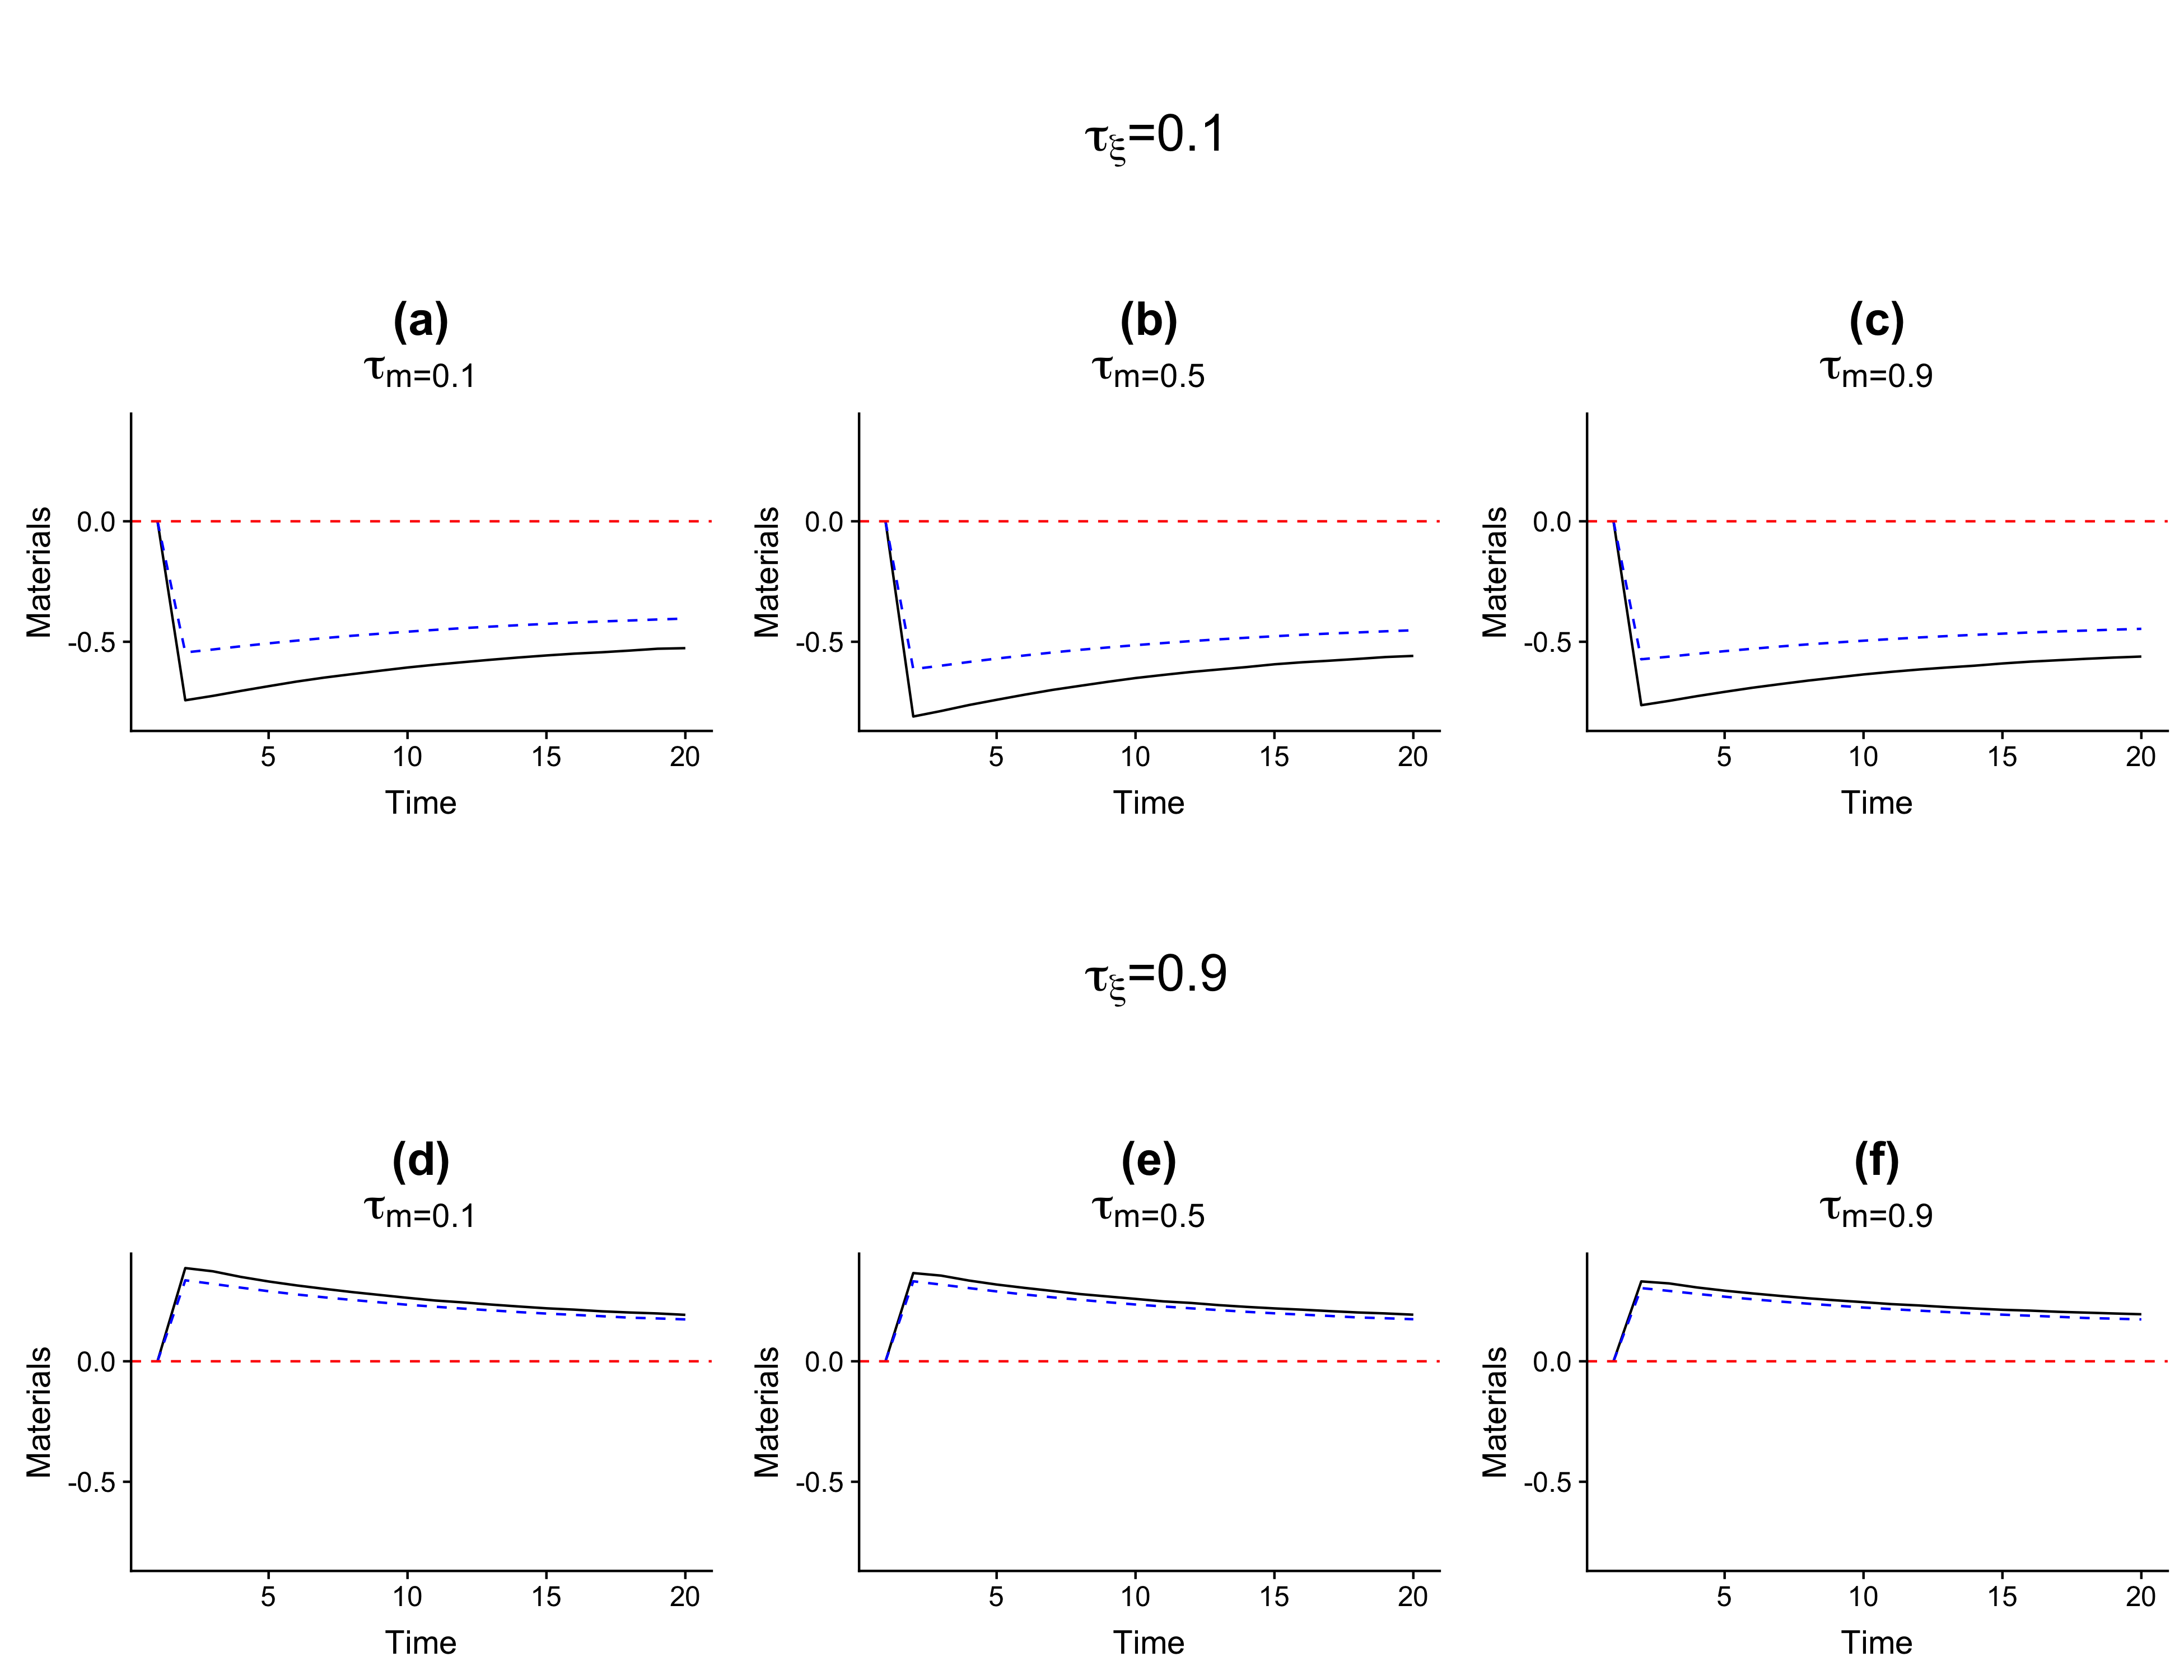 τξ=0.1
(a) (b) (c)
τm=0.1 τm=0.5 τm=0.9
Materials Materials Materials
0.0 0.0 0.0
-0.5 -0.5 -0.5
5 10 15 20 5 10 15 20 5 10 15 20
Time Time Time
τξ=0.9
(d) (e) (f)
τm=0.1 τm=0.5 τm=0.9
Materials Materials Materials
0.0 0.0 0.0
-0.5 -0.5 -0.5
5 10 15 20 5 10 15 20 5 10 15 20
Time Time Time